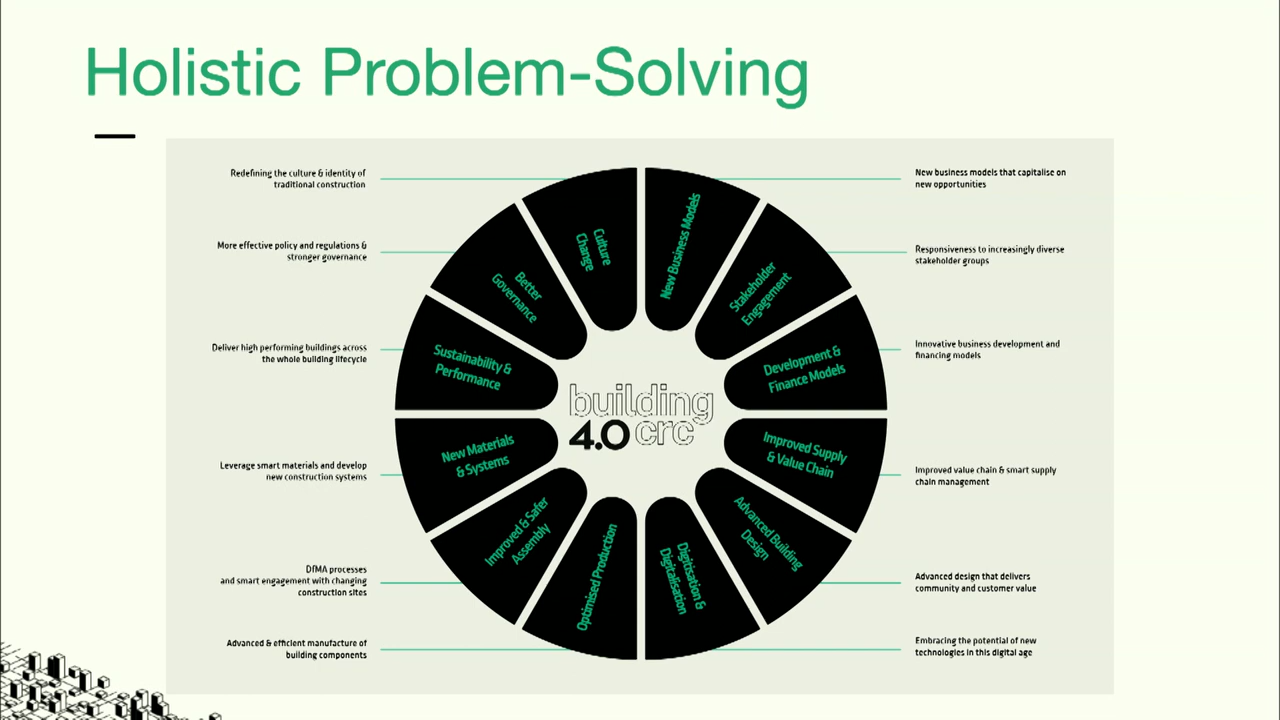 Holistic Problem-Solving
Redefining the culture & identity of
traditional construction
More effective policy and regulations &
stronger governance
Deliver high performing buildings across
the whole building lifecycle
Leverage smart materials and develop
new construction systems
DfMA processes
and smart engagement with changing
construction sites
Advanced & efficient manufacture of
building components
Culture
Change
New Business Models
Better
Governance
Stakeholder
Engagement
Sustainability &
Performance
Development &
Finance Models
building
4.0 crc
New Materials
& Systems
Improved Supply
& Value Chain
Improved & Safer
Assembly
Advanced Building
Design
Optimised Production
Digitisation &
Digitalisation
New business models that capitalise on
new opportunities
Responsiveness to increasingly diverse
stakeholder groups
Innovative business development and
financing models
Improved value chain & smart supply
chain management
Advanced design that delivers
community and customer value
Embracing the potential of new
technologies in this digital age